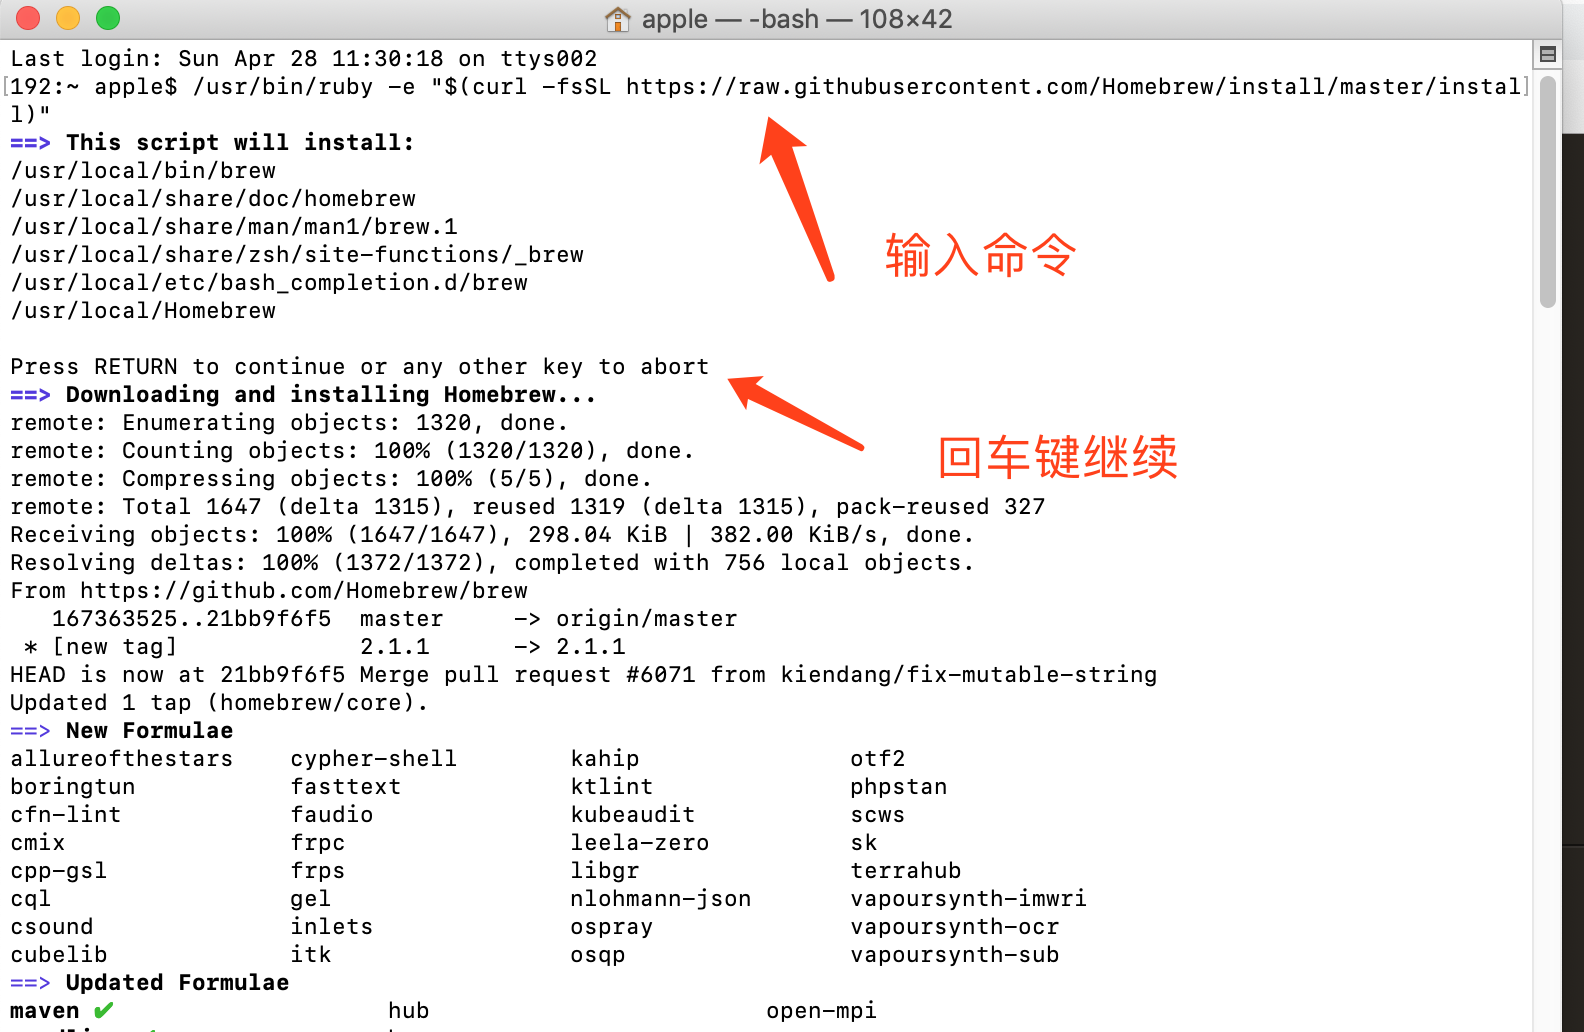 apple — -bash — 108×42
Last login: Sun Apr 28 11:30:18 on ttys002
[192:~ apple$ /usr/bin/ruby -e "$(curl -fsSL https://raw.githubusercontent.com/Homebrew/install/master/instal]
l)"
==> This script will install:
/usr/local/bin/brew
/usr/local/share/doc/homebrew
/usr/local/share/man/man1/brew.1
输入命令
/usr/local/share/zsh/site-functions/_brew
/usr/local/etc/bash_completion.d/brew
/usr/local/Homebrew
Press RETURN to continue or any other key to abort
==> Downloading and installing Homebrew...
remote: Enumerating objects: 1320, done.
remote: Counting objects: 100% (1320/1320), done.
回车键继续
remote: Compressing objects: 100% (5/5), done.
remote: Total 1647 (delta 1315), reused 1319 (delta 1315), pack-reused 327
Receiving objects: 100% (1647/1647), 298.04 KiB | 382.00 KiB/s, done.
Resolving deltas: 100% (1372/1372), completed with 756 local objects.
From https://github.com/Homebrew/brew
   167363525..21bb9f6f5  master     -> origin/master
 * [new tag]             2.1.1      -> 2.1.1
HEAD is now at 21bb9f6f5 Merge pull request #6071 from kiendang/fix-mutable-string
Updated 1 tap (homebrew/core).
==> New Formulae
allureofthestars    cypher-shell        kahip               otf2
boringtun           fasttext            ktlint              phpstan
cfn-lint            faudio              kubeaudit           scws
cmix                frpc                leela-zero          sk
cpp-gsl             frps                libgr               terrahub
cql                 gel                 nlohmann-json       vapoursynth-imwri
csound              inlets              ospray              vapoursynth-ocr
cubelib             itk                 osqp                vapoursynth-sub
==> Updated Formulae
maven ✔                    hub                        open-mpi